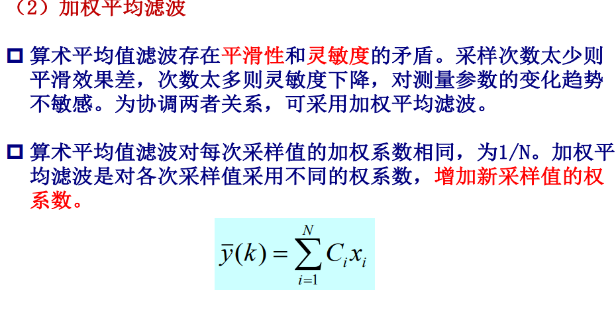 （2）加权平均滤波
算术平均值滤波存在平滑性和灵敏度的矛盾。采样次数太少则
平滑效果差，次数太多则灵敏度下降，对测量参数的变化趋势
不敏感。为协调两者关系，可采用加权平均滤波。
算术平均值滤波对每次采样值的加权系数相同，为1/N。加权平
均滤波是对各次采样值采用不同的权系数，增加新采样值的权
系数。
ȳ(k) = ∑_{i=1}^{N} C_i x_i